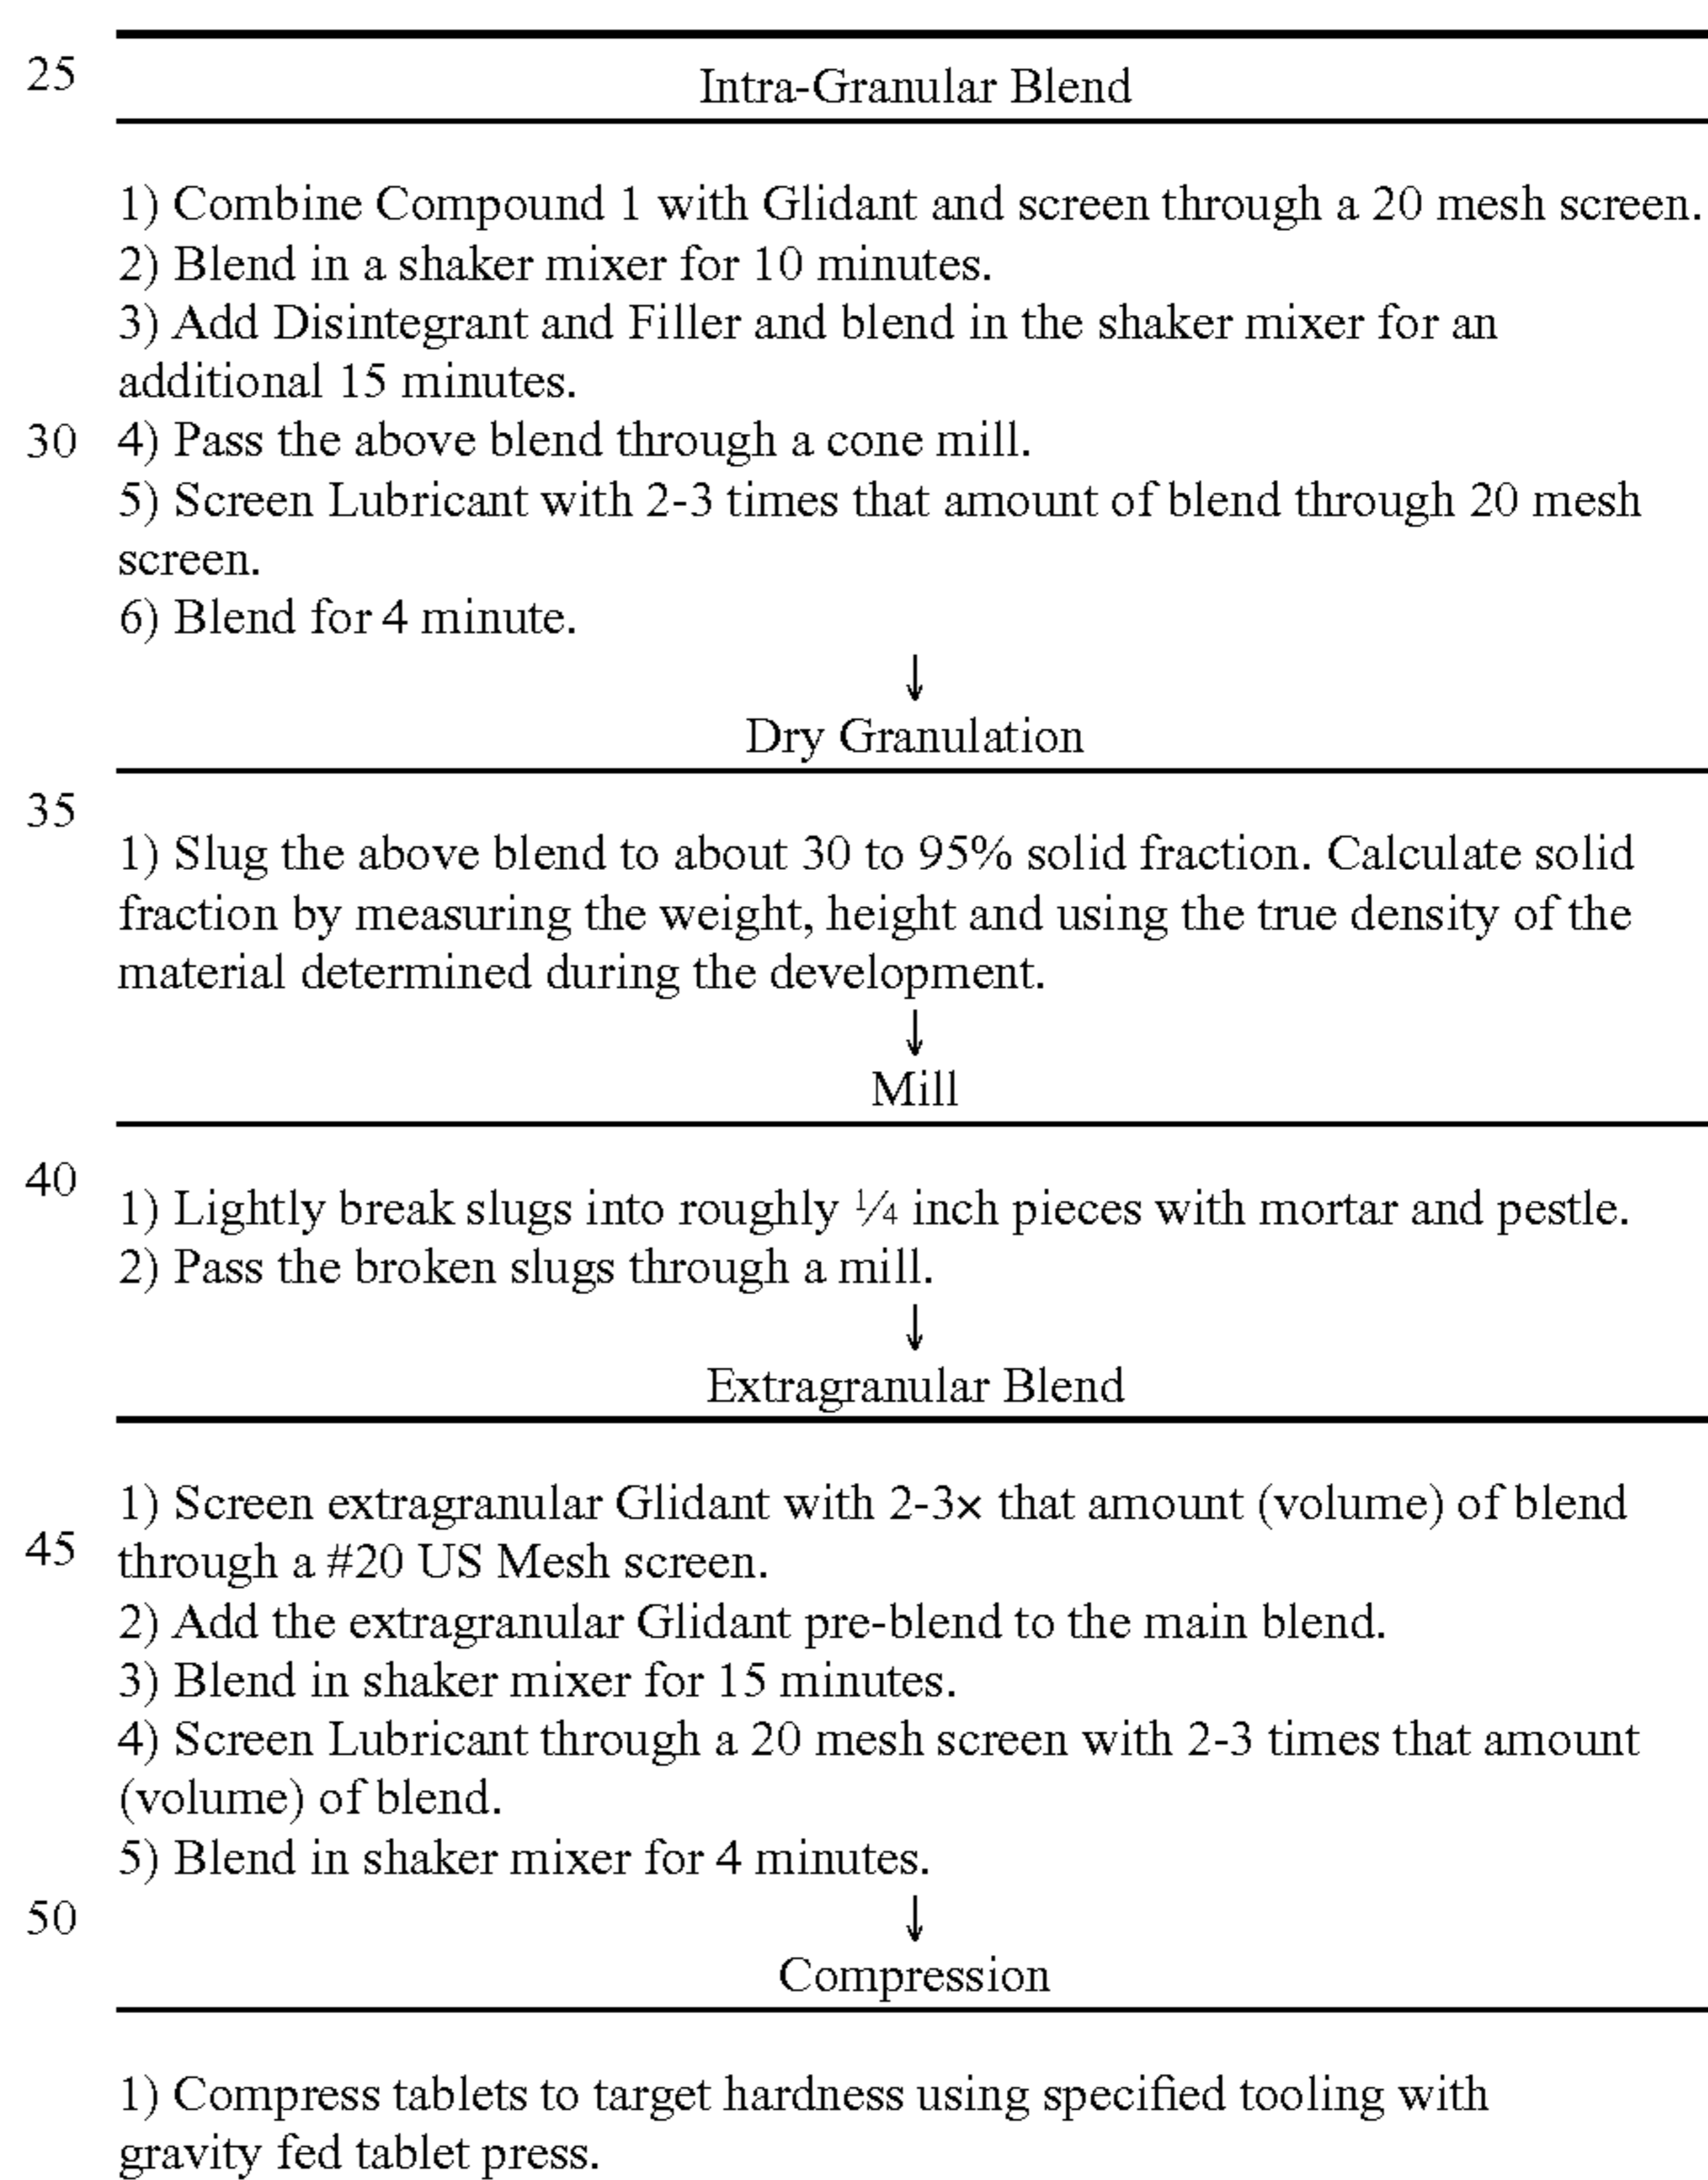 25
Intra-Granular Blend
1) Combine Compound 1 with Glidant and screen through a 20 mesh screen.
2) Blend in a shaker mixer for 10 minutes.
3) Add Disintegrant and Filler and blend in the shaker mixer for an
additional 15 minutes.
30 4) Pass the above blend through a cone mill.
5) Screen Lubricant with 2-3 times that amount of blend through 20 mesh
screen.
6) Blend for 4 minute.
↓
Dry Granulation
35
1) Slug the above blend to about 30 to 95% solid fraction. Calculate solid
fraction by measuring the weight, height and using the true density of the
material determined during the development.
↓
Mill
40
1) Lightly break slugs into roughly ¼ inch pieces with mortar and pestle.
2) Pass the broken slugs through a mill.
↓
Extragranular Blend
1) Screen extragranular Glidant with 2-3× that amount (volume) of blend
45 through a #20 US Mesh screen.
2) Add the extragranular Glidant pre-blend to the main blend.
3) Blend in shaker mixer for 15 minutes.
4) Screen Lubricant through a 20 mesh screen with 2-3 times that amount
(volume) of blend.
5) Blend in shaker mixer for 4 minutes.
50 ↓
Compression
1) Compress tablets to target hardness using specified tooling with
gravity fed tablet press.